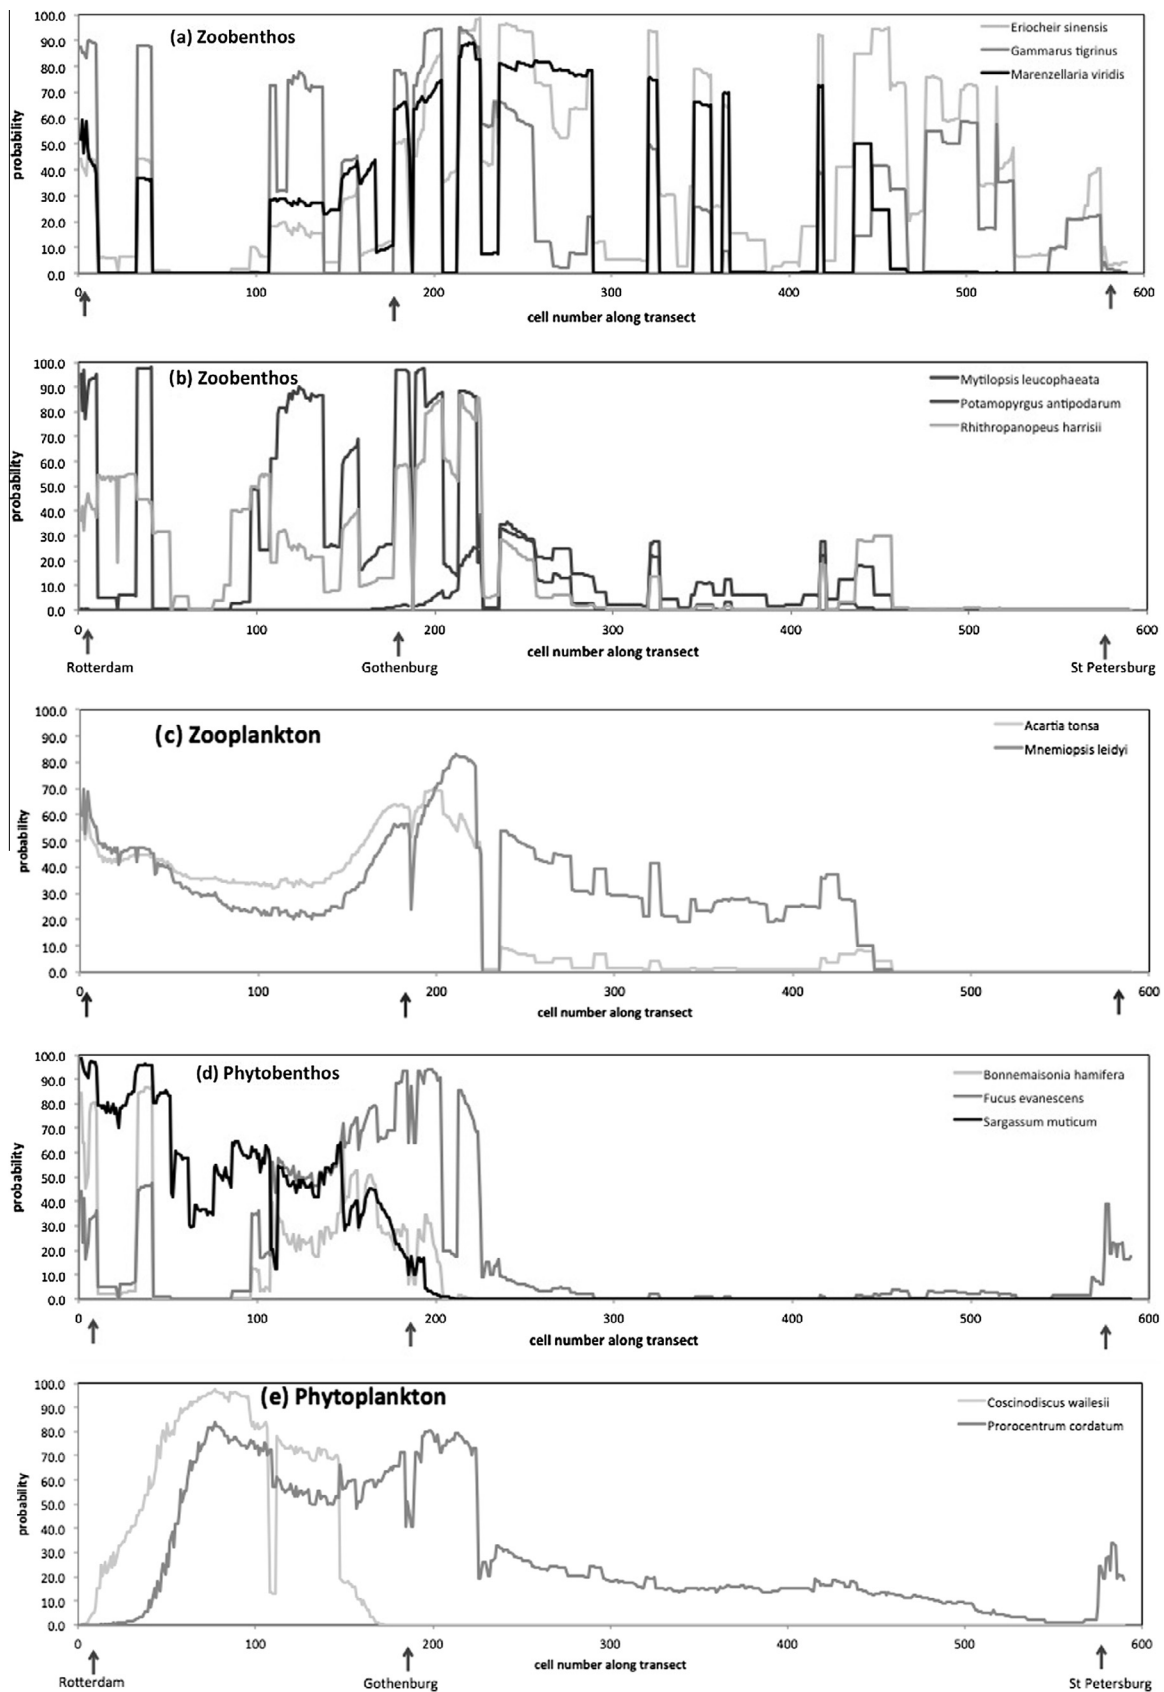 (a) Zoobenthos
Eriocheir sinensis
Gammarus tigrinus
Marenzellaria viridis
probability
100.0
90.0
80.0
70.0
60.0
50.0
40.0
30.0
20.0
10.0
0.0
0 100 200 300 400 500 600
cell number along transect
(b) Zoobenthos
Mytilopsis leucophaeata
Potamopyrgus antipodarum
Rhithropanopeus harrisii
probability
100.0
90.0
80.0
70.0
60.0
50.0
40.0
30.0
20.0
10.0
0.0
0 100 200 300 400 500 600
cell number along transect
Rotterdam Gothenburg St Petersburg
(c) Zooplankton
Acartia tonsa
Mnemiopsis leidyi
probability
100.0
90.0
80.0
70.0
60.0
50.0
40.0
30.0
20.0
10.0
0.0
0 100 200 300 400 500 600
cell number along transect
(d) Phytobenthos
Bonnemaisonia hamifera
Fucus evanescens
Sargassum muticum
probability
100.0
90.0
80.0
70.0
60.0
50.0
40.0
30.0
20.0
10.0
0.0
0 100 200 300 400 500 600
cell number along transect
(e) Phytoplankton
Coscinodiscus wailesii
Prorocentrum cordatum
probability
100.0
90.0
80.0
70.0
60.0
50.0
40.0
30.0
20.0
10.0
0.0
0 100 200 300 400 500 600
cell number along transect
Rotterdam Gothenburg St Petersburg